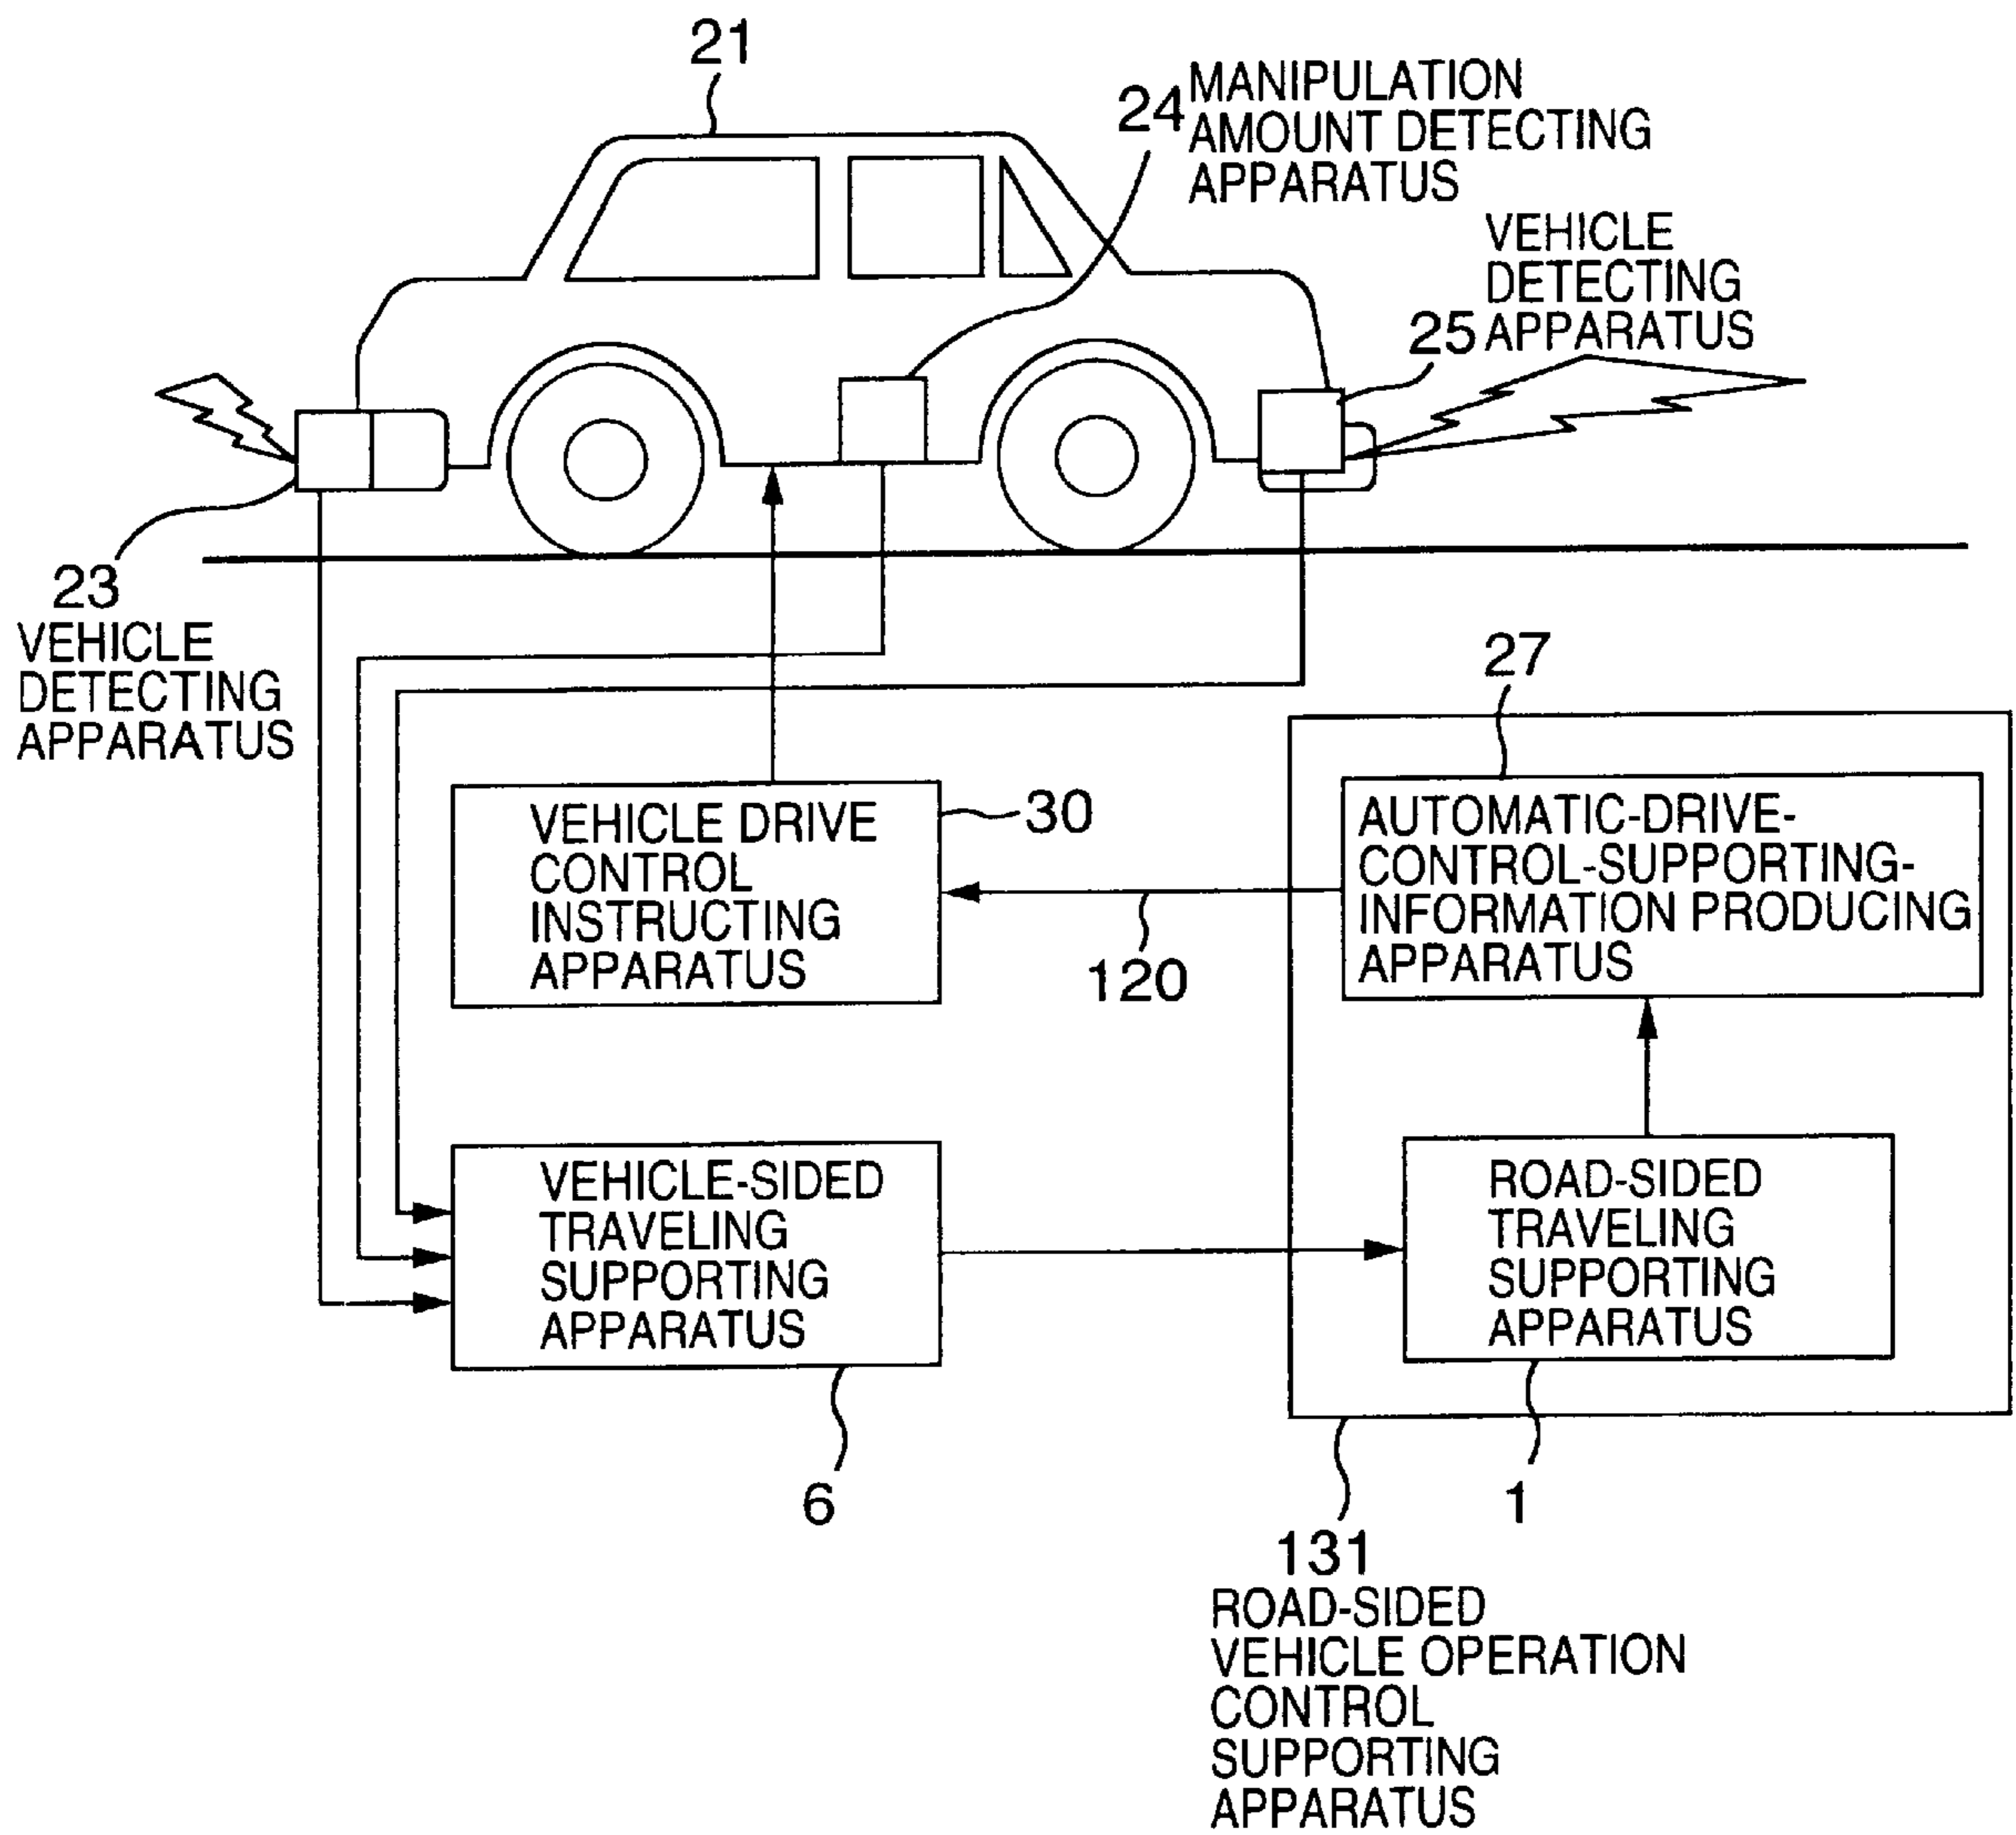 21
24
MANIPULATION
AMOUNT DETECTING
APPARATUS
VEHICLE
DETECTING
APPARATUS
25
23
VEHICLE
DETECTING
APPARATUS
27
VEHICLE DRIVE
CONTROL
INSTRUCTING
APPARATUS
30
AUTOMATIC-DRIVE-
CONTROL-SUPPORTING-
INFORMATION PRODUCING
APPARATUS
120
VEHICLE-SIDED
TRAVELING
SUPPORTING
APPARATUS
ROAD-SIDED
TRAVELING
SUPPORTING
APPARATUS
6
1
131
ROAD-SIDED
VEHICLE OPERATION
CONTROL
SUPPORTING
APPARATUS